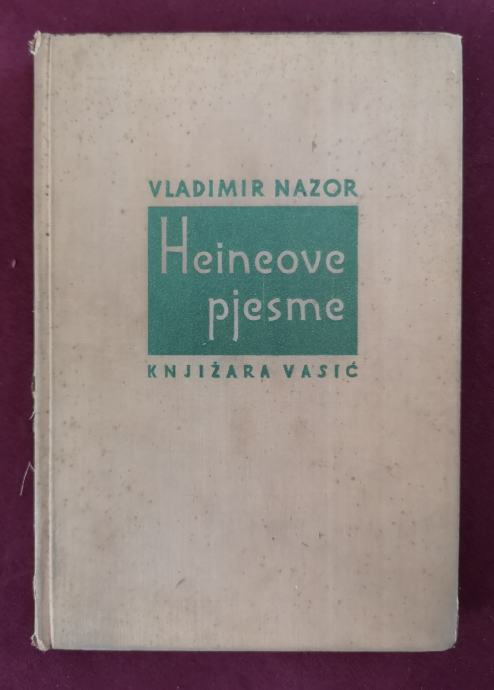 VLADIMIR NAZOR
Heineove
pjesme
KNJIŽARA VASIĆ